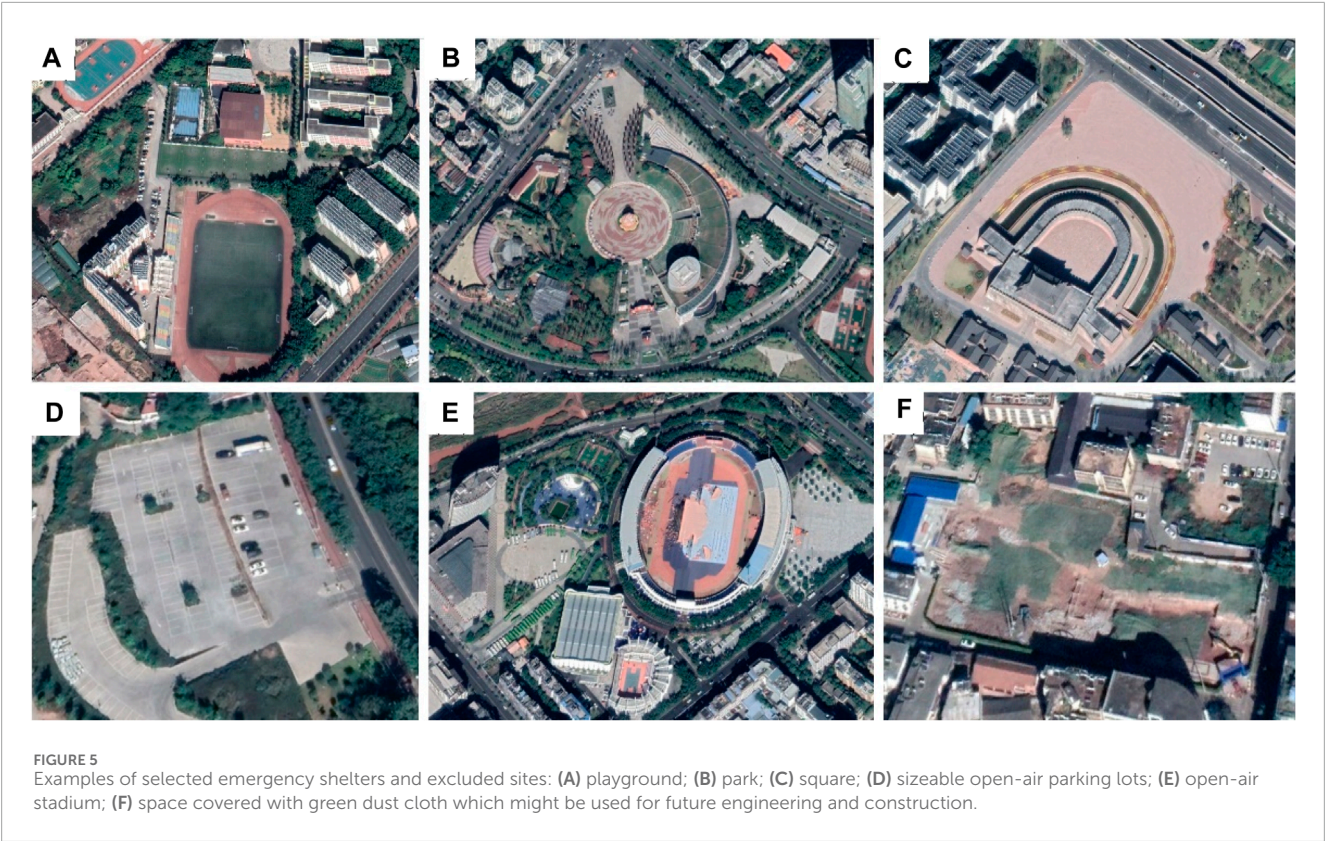 A
B
C
D
E
F
FIGURE 5
Examples of selected emergency shelters and excluded sites: (A) playground; (B) park; (C) square; (D) sizeable open-air parking lots; (E) open-air
stadium; (F) space covered with green dust cloth which might be used for future engineering and construction.